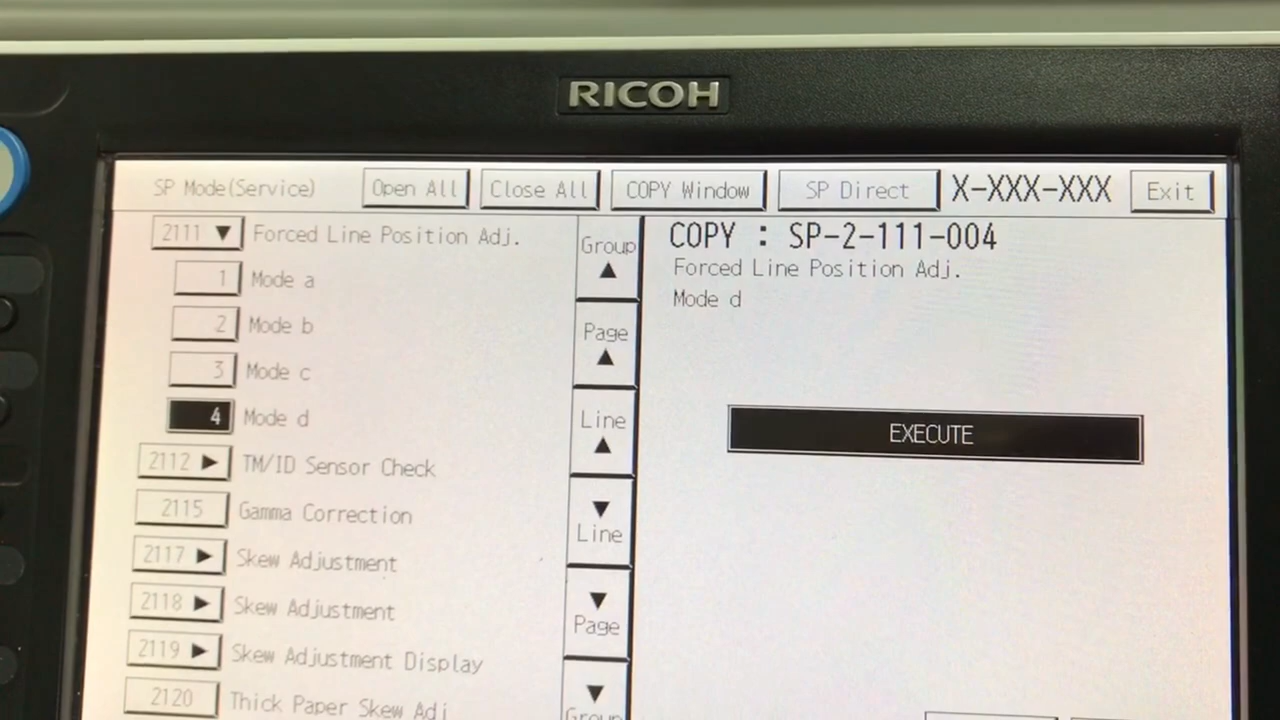 RICOH
SP Mode(Service) Open All Close All COPY Window SP Direct X-XXX-XXX Exit
2111 ▼ Forced Line Position Adj.
1 Mode a
2 Mode b
3 Mode c
4 Mode d
2112 ▶ TM/ID Sensor Check
2115 Gamma Correction
2117 ▶ Skew Adjustment
2118 ▶ Skew Adjustment
2119 ▶ Skew Adjustment Display
2120 Thick Paper Skew Adj
Group
▲
Page
▲
Line
▲
▼
Line
▼
Page
▼
Group
COPY : SP-2-111-004
Forced Line Position Adj.
Mode d
EXECUTE